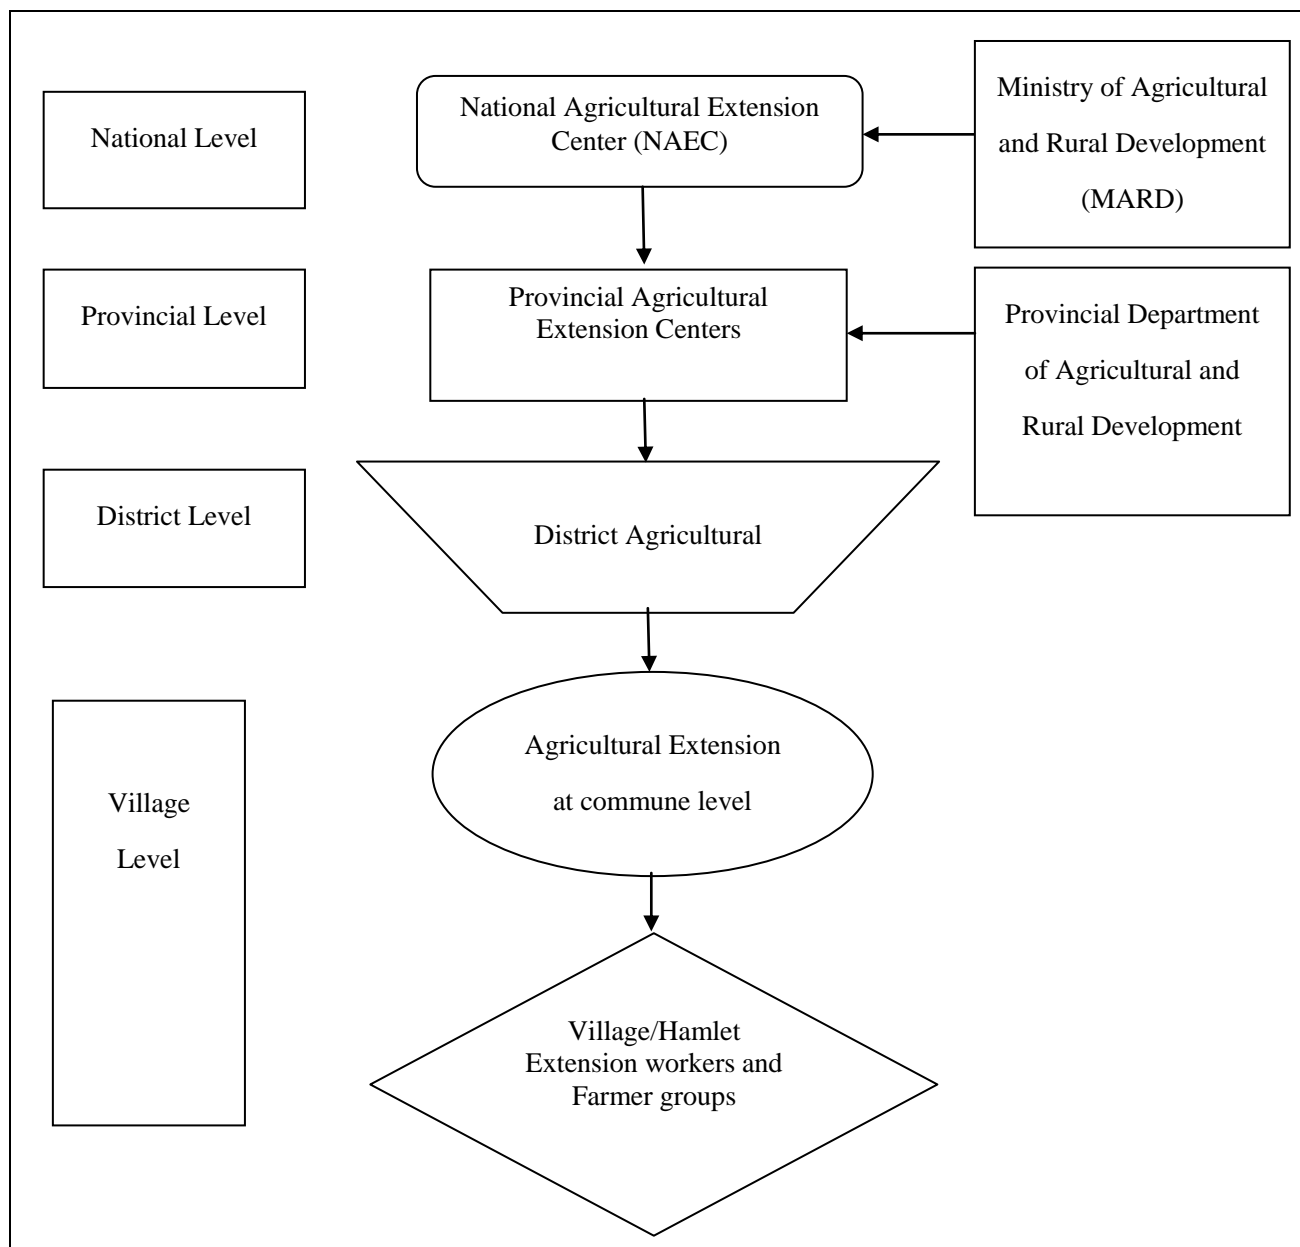 National Level
National Agricultural Extension
Center (NAEC)
Ministry of Agricultural
and Rural Development
(MARD)
Provincial Level
Provincial Agricultural
Extension Centers
Provincial Department
of Agricultural and
Rural Development
District Level
District Agricultural
Village
Level
Agricultural Extension
at commune level
Village/Hamlet
Extension workers and
Farmer groups